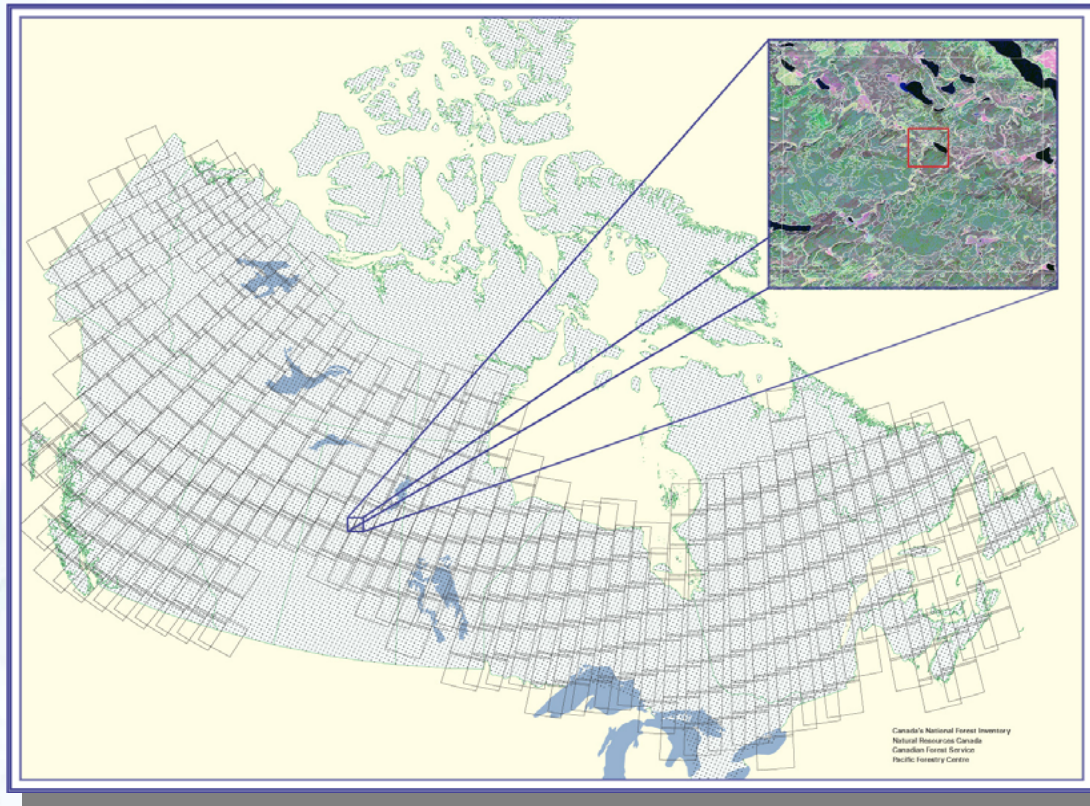 Canada's National Forest Inventory
Natural Resources Canada
Canadian Forest Service
Pacific Forestry Centre